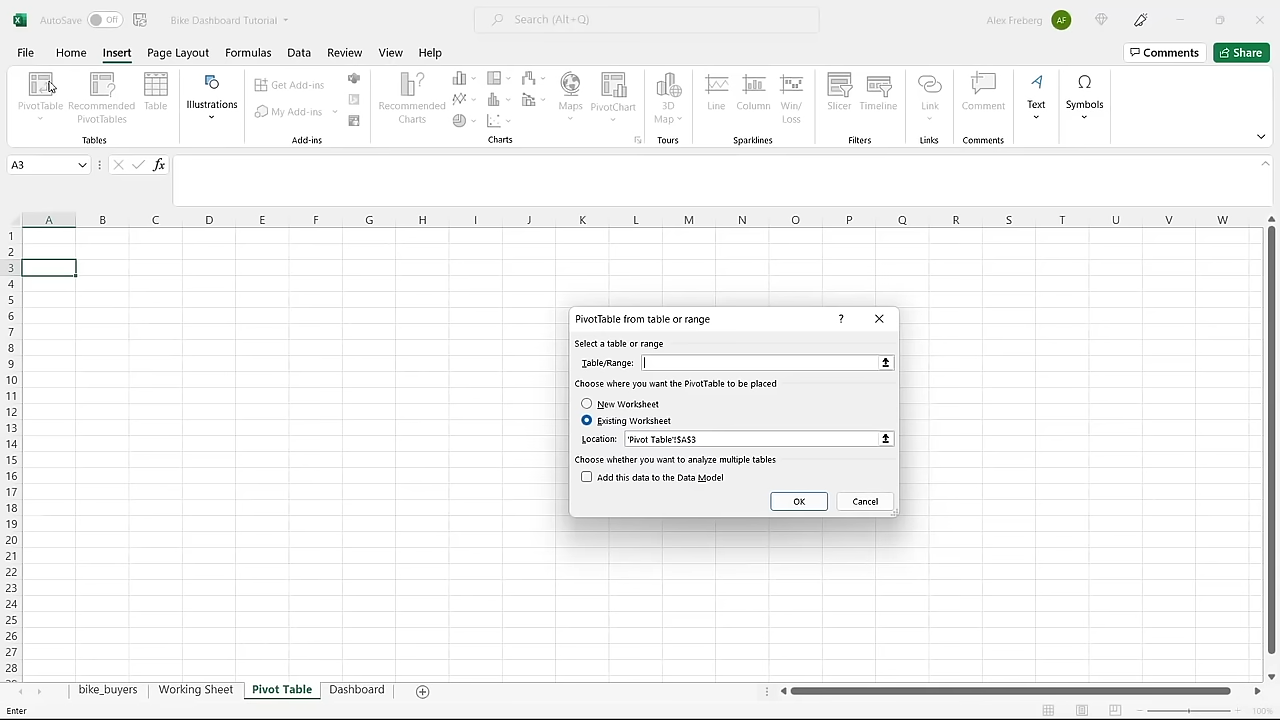 AutoSave Off Bike Dashboard Tutorial Search (Alt+Q) Alex Freberg AF
File Home Insert Page Layout Formulas Data Review View Help Comments Share
PivotTable Recommended PivotTables Table Illustrations Get Add-ins My Add-ins Recommended Charts Maps PivotChart 3D Map Line Column Win/Loss Slicer Timeline Link Comment Text Symbols
Tables Add-ins Charts Tours Sparklines Filters Links Comments
A3 fx
A B C D E F G H I J K L M N O P Q R S T U V W
1
2
3
4
5
6
7
8
9
10
11
12
13
14
15
16
17
18
19
20
21
22
23
24
25
26
27
28
PivotTable from table or range ?
Select a table or range
Table/Range:
Choose where you want the PivotTable to be placed
New Worksheet
Existing Worksheet
Location: 'Pivot Table'!$A$3
Choose whether you want to analyze multiple tables
Add this data to the Data Model
OK Cancel
bike_buyers Working Sheet Pivot Table Dashboard
Enter 100%